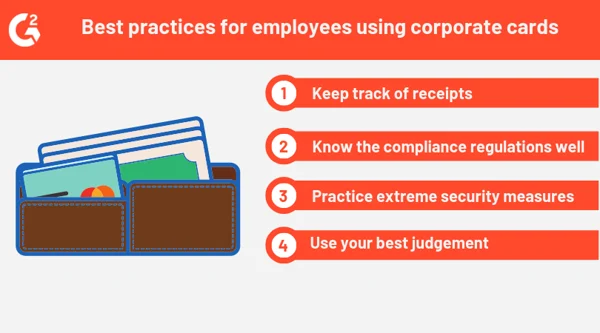 G2
Best practices for employees using corporate cards
1 Keep track of receipts
2 Know the compliance regulations well
3 Practice extreme security measures
4 Use your best judgement